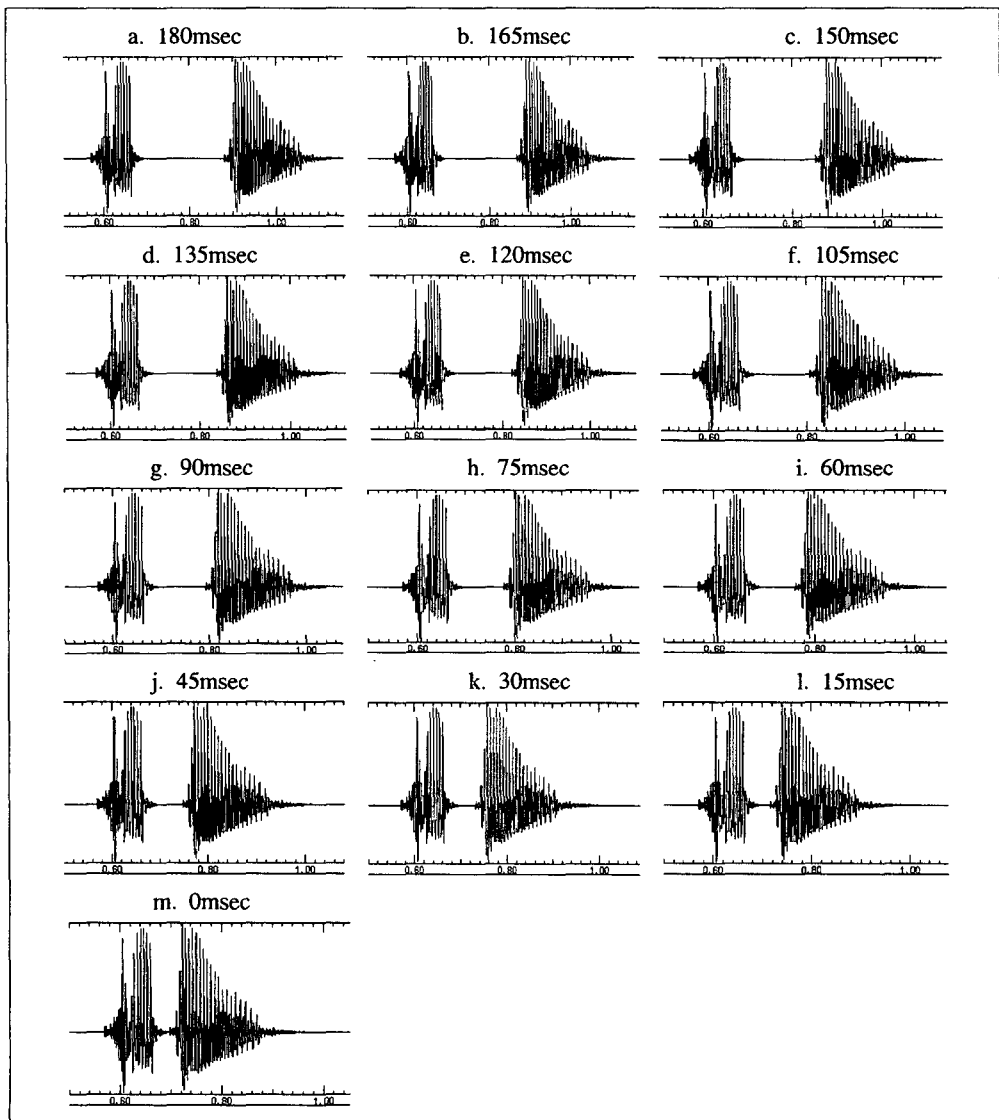 a. 180msec b. 165msec c. 150msec
0.60 0.80 1.00 0.60 0.80 1.00 0.60 0.80 1.00
d. 135msec e. 120msec f. 105msec
0.60 0.80 1.00 0.60 0.80 1.00 0.60 0.80 1.00
g. 90msec h. 75msec i. 60msec
0.60 0.80 1.00 0.60 0.80 1.00 0.60 0.80 1.00
j. 45msec k. 30msec l. 15msec
0.60 0.80 1.00 0.60 0.80 1.00 0.60 0.80 1.00
m. 0msec
0.60 0.80 1.00